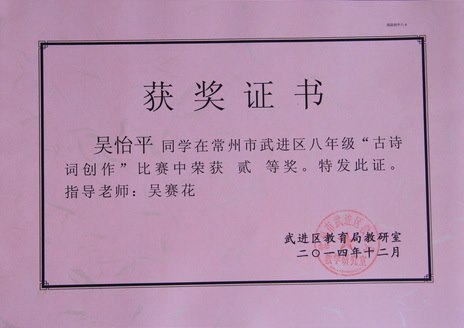 获奖证书
吴怡平 同学在常州市武进区八年级“古诗
词创作”比赛中荣获 贰 等奖。特发此证。
指导老师：吴赛花
武进区教育局教研室
二〇一四年十二月